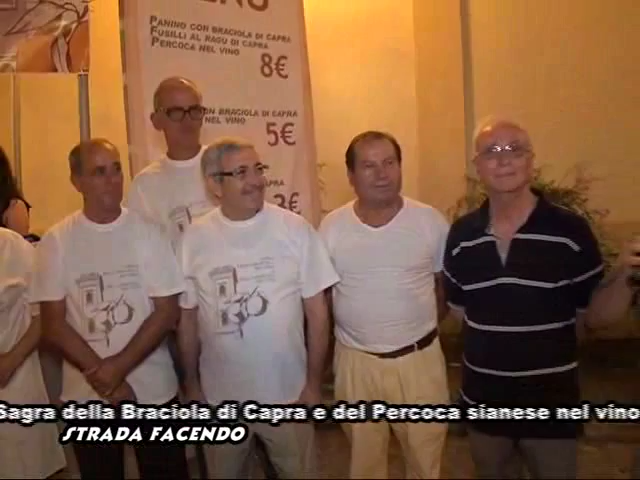 PANINO CON BRACIOLA DI CAPRA
FUSILLI AL RAGÙ DI CAPRA
PERCOCA NEL VINO
8€
CON BRACIOLA DI CAPRA
NEL VINO
5€
CAPRA
3€
Sagra della Braciola di Capra e del Percoca sianese nel vino
STRADA FACENDO